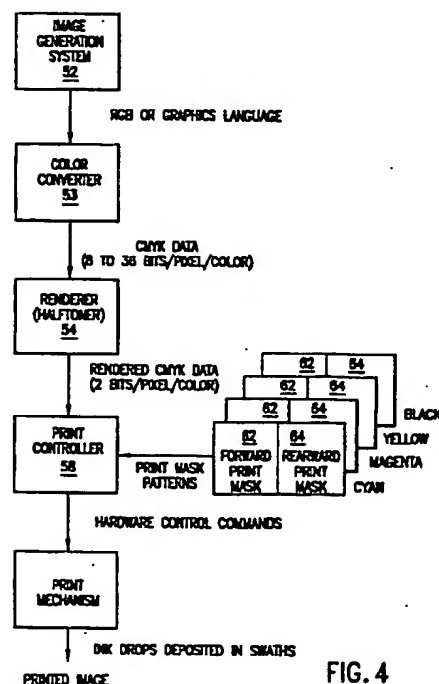 IMAGE
GENERATION
SYSTEM
52
RGB OR GRAPHICS LANGUAGE
COLOR
CONVERTER
53
CMYK DATA
(8 TO 36 BITS/PIXEL/COLOR)
RENDERER
(HALFTONER)
54
RENDERED CMYK DATA
(2 BITS/PIXEL/COLOR)
PRINT
CONTROLLER
58
PRINT MASK
PATTERNS
62 64
BLACK
62 64
YELLOW
62 64
MAGENTA
62 64
FORWARD REARWARD
PRINT PRINT
MASK MASK
CYAN
HARDWARE CONTROL COMMANDS
PRINT
MECHANISM
INK DROPS DEPOSITED IN SWATHS
PRINTED IMAGE
FIG. 4